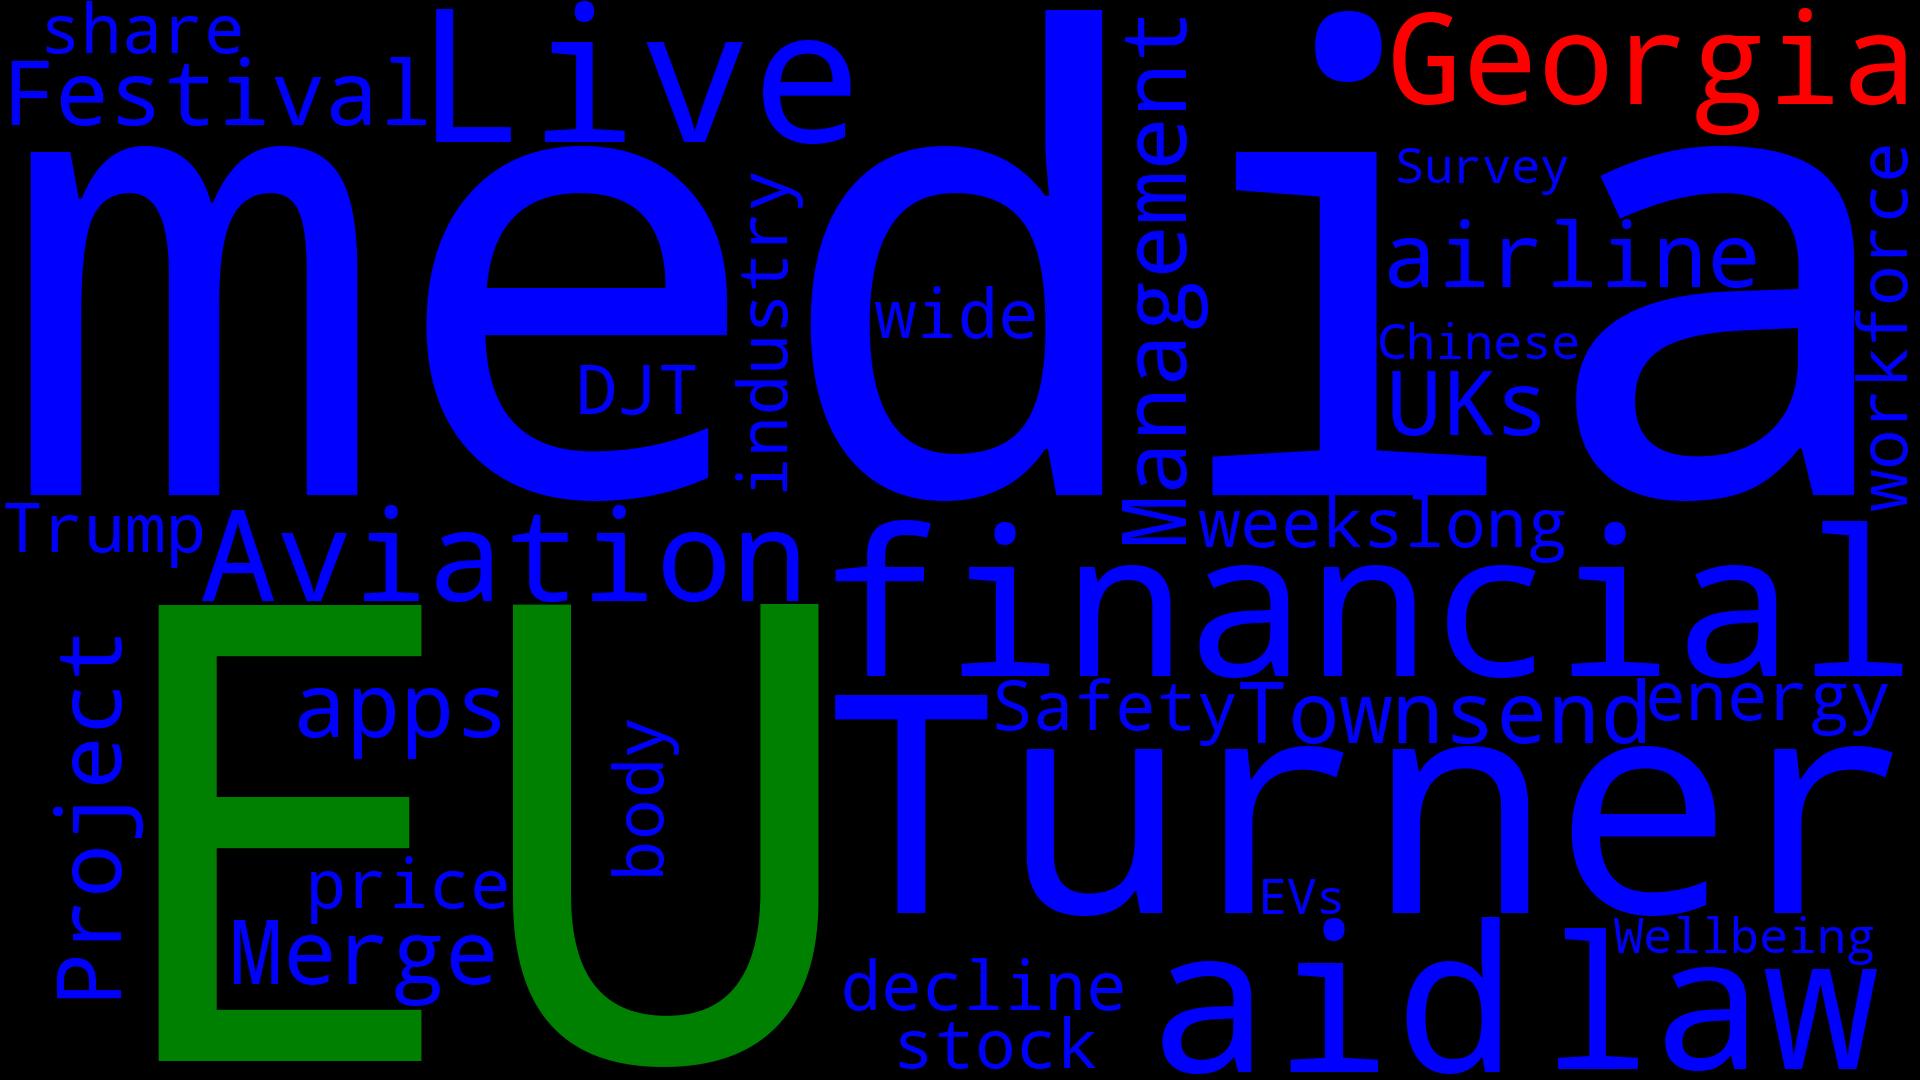 share
Festival
Live
Georgia
media
Management
industry
wide
DJT
Survey
airline
Chinese
UKs
workforce
Trump
Aviation
weekslong
financial
EU
Project
apps
body
price
Merge
Safety
Townsend
energy
Turner
EVs
Wellbeing
decline
stock
aid
law